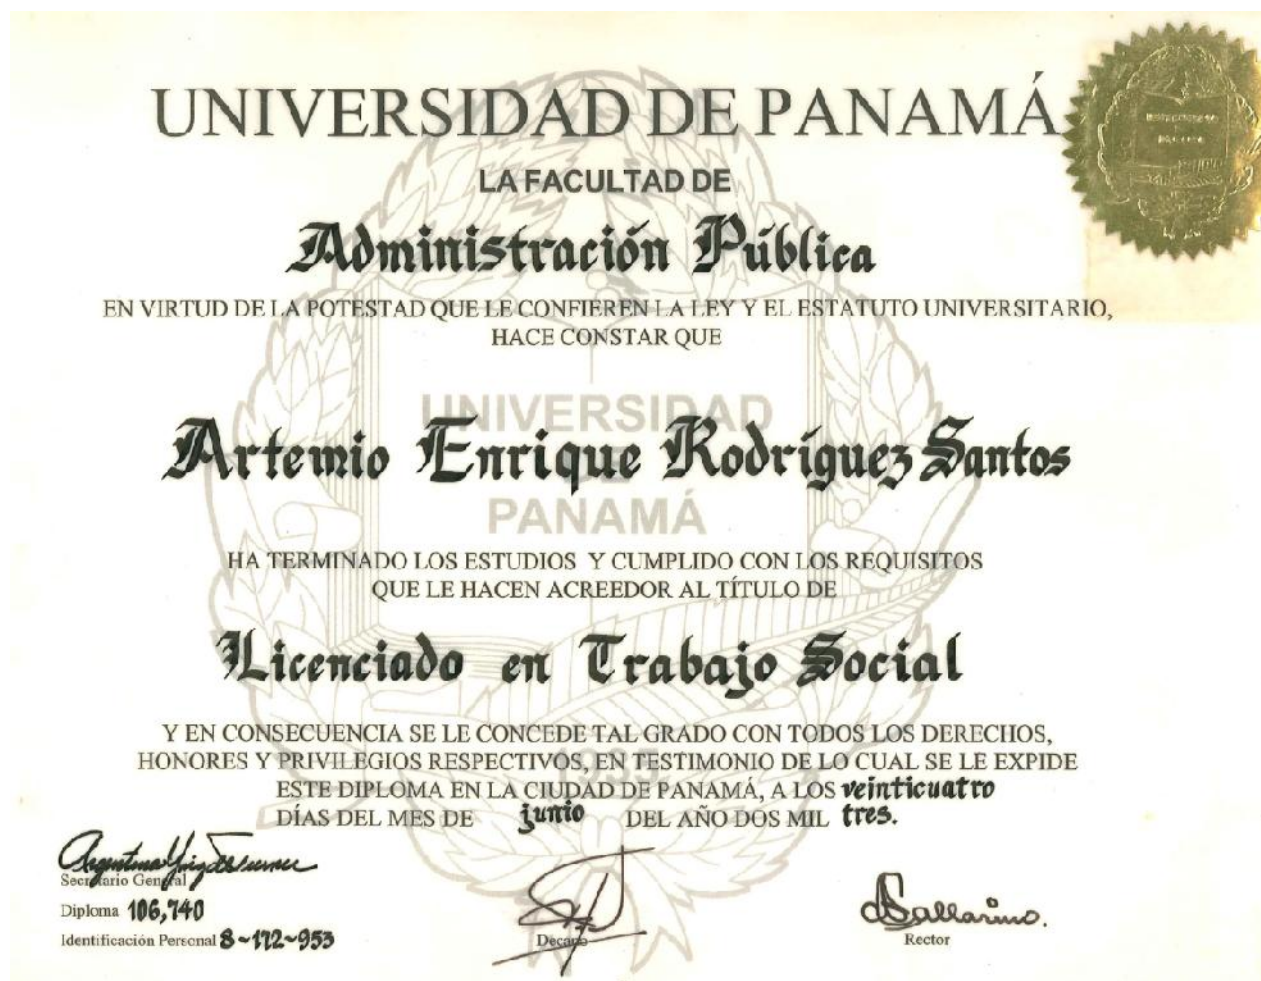 UNIVERSIDAD DE PANAMÁ
LA FACULTAD DE
Administración Pública
EN VIRTUD DE LA POTESTAD QUE LE CONFIEREN LA LEY Y EL ESTATUTO UNIVERSITARIO,
HACE CONSTAR QUE
UNIVERSIDAD
Artemio Enrique Rodríguez Santos
DE
PANAMÁ
HA TERMINADO LOS ESTUDIOS Y CUMPLIDO CON LOS REQUISITOS
QUE LE HACEN ACREEDOR AL TÍTULO DE
Licenciado en Trabajo Social
Y EN CONSECUENCIA SE LE CONCEDE TAL GRADO CON TODOS LOS DERECHOS,
1935
HONORES Y PRIVILEGIOS RESPECTIVOS, EN TESTIMONIO DE LO CUAL SE LE EXPIDE
ESTE DIPLOMA EN LA CIUDAD DE PANAMÁ, A LOS veinticuatro
DÍAS DEL MES DE junio DEL AÑO DOS MIL tres.
Secretario General
Diploma 106,740
Identificación Personal 8~172~953
Decano
Rector